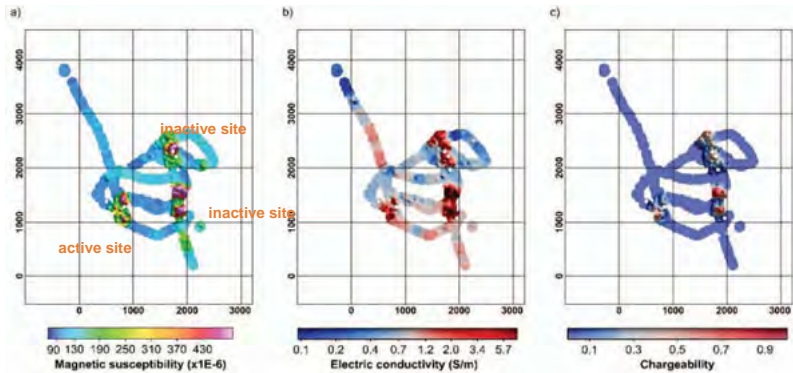 a)
b)
c)
4000
3000
2000
1000
0
inactive site
inactive site
active site
0 1000 2000 3000
0 1000 2000 3000
0 1000 2000 3000
90 130 190 250 310 370 430
Magnetic susceptibility (x1E-6)
0.1 0.2 0.4 0.7 1.2 2.0 3.4 5.7
Electric conductivity (S/m)
0.1 0.3 0.5 0.7 0.9
Chargeability
4000
3000
2000
1000
0
4000
3000
2000
1000
0